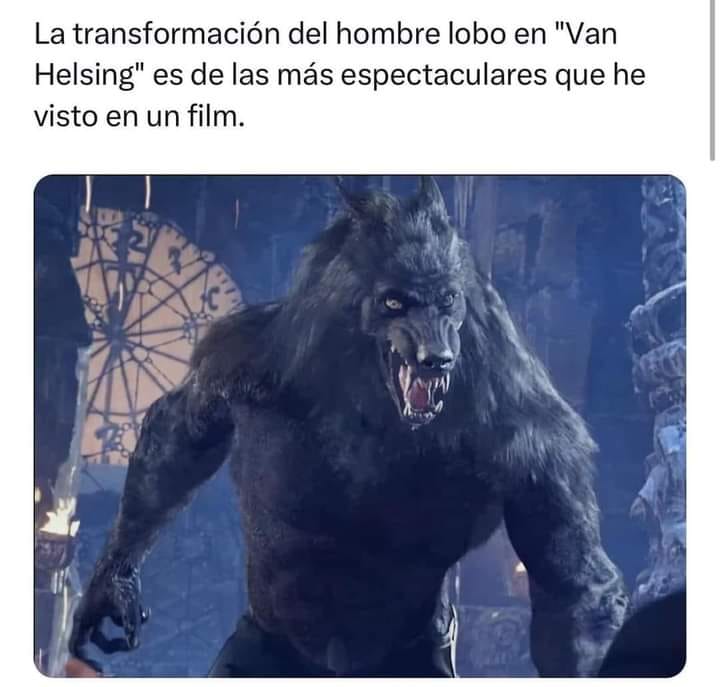 La transformación del hombre lobo en "Van
Helsing" es de las más espectaculares que he
visto en un film.